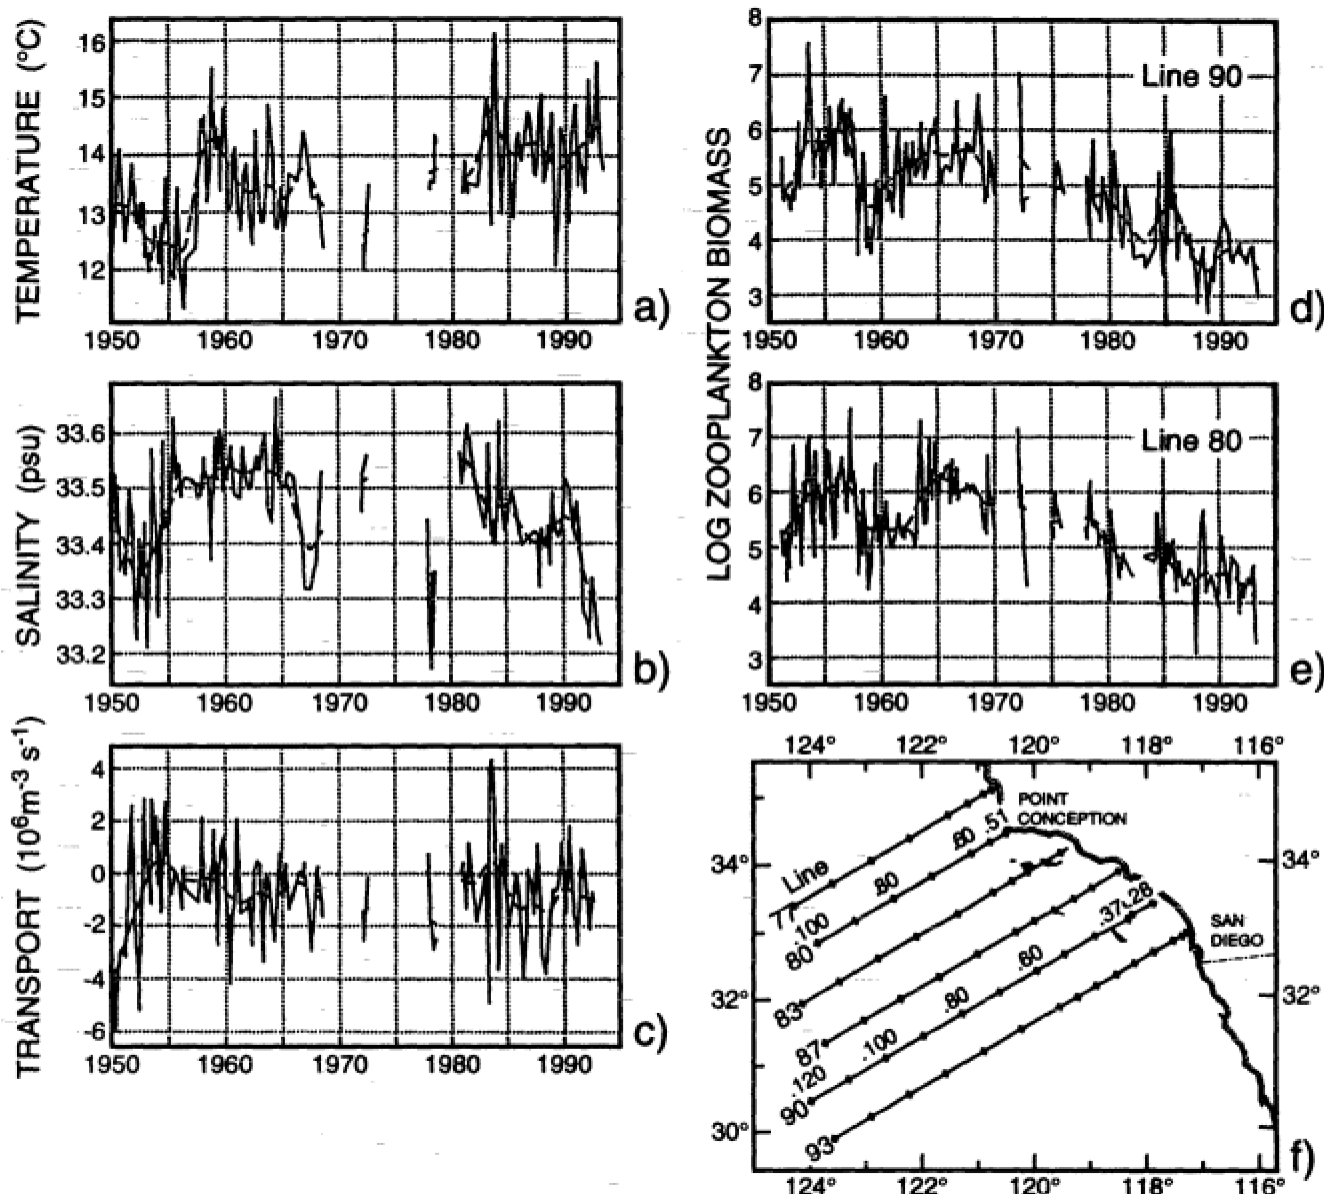 TEMPERATURE (°C)
16
15
14
13
12
1950 1960 1970 1980 1990
a)
SALINITY (psu)
33.6
33.5
33.4
33.3
33.2
1950 1960 1970 1980 1990
b)
TRANSPORT (10⁶m⁻³ s⁻¹)
4
2
0
-2
-4
-6
1950 1960 1970 1980 1990
c)
LOG ZOOPLANKTON BIOMASS
8
7
6
5
4
3
Line 90
1950 1960 1970 1980 1990
d)
8
7
6
5
4
3
Line 80
1950 1960 1970 1980 1990
e)
124° 122° 120° 118° 116°
POINT
CONCEPTION
.51
.60
.80
.100
Line
77
80
83
87
90
93
.28
.37
.60
.80
.100
.120
SAN
DIEGO
34° 34°
32° 32°
30°
f)
124° 122° 120° 118° 116°